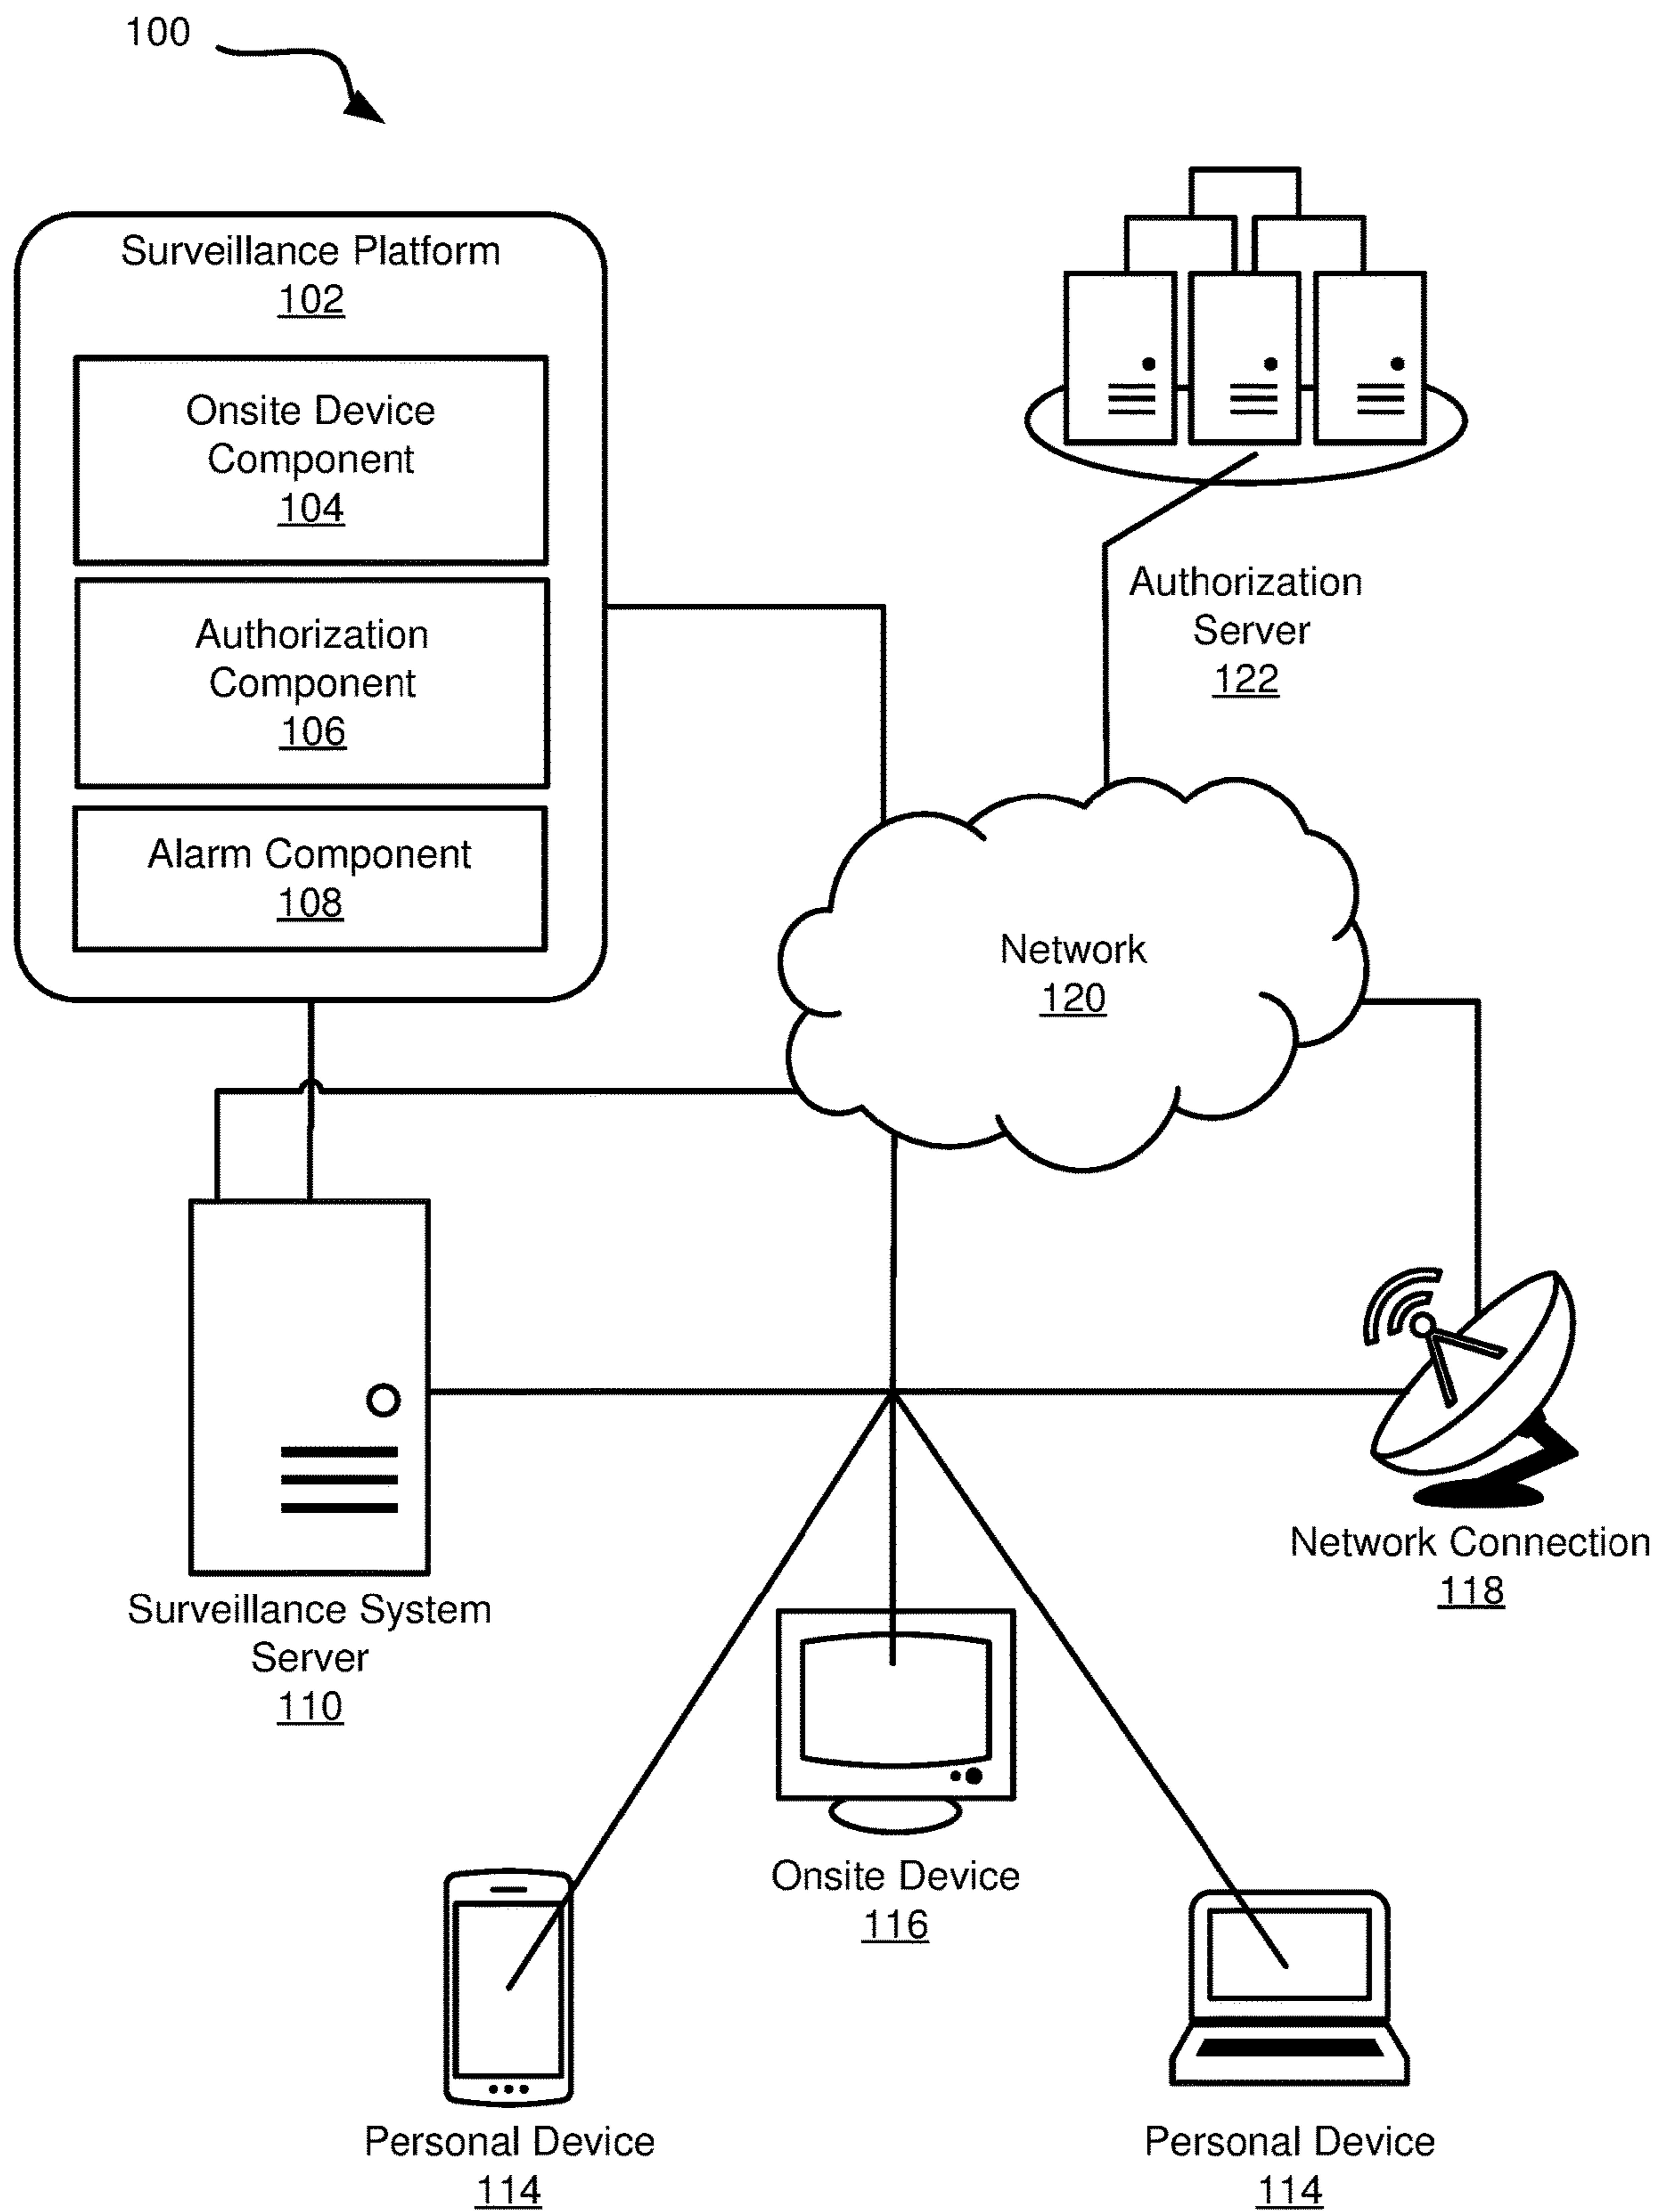 100
Surveillance Platform
102
Onsite Device
Component
104
Authorization
Component
106
Alarm Component
108
Authorization
Server
122
Network
120
Network Connection
118
Surveillance System
Server
110
Onsite Device
116
Personal Device
114
Personal Device
114